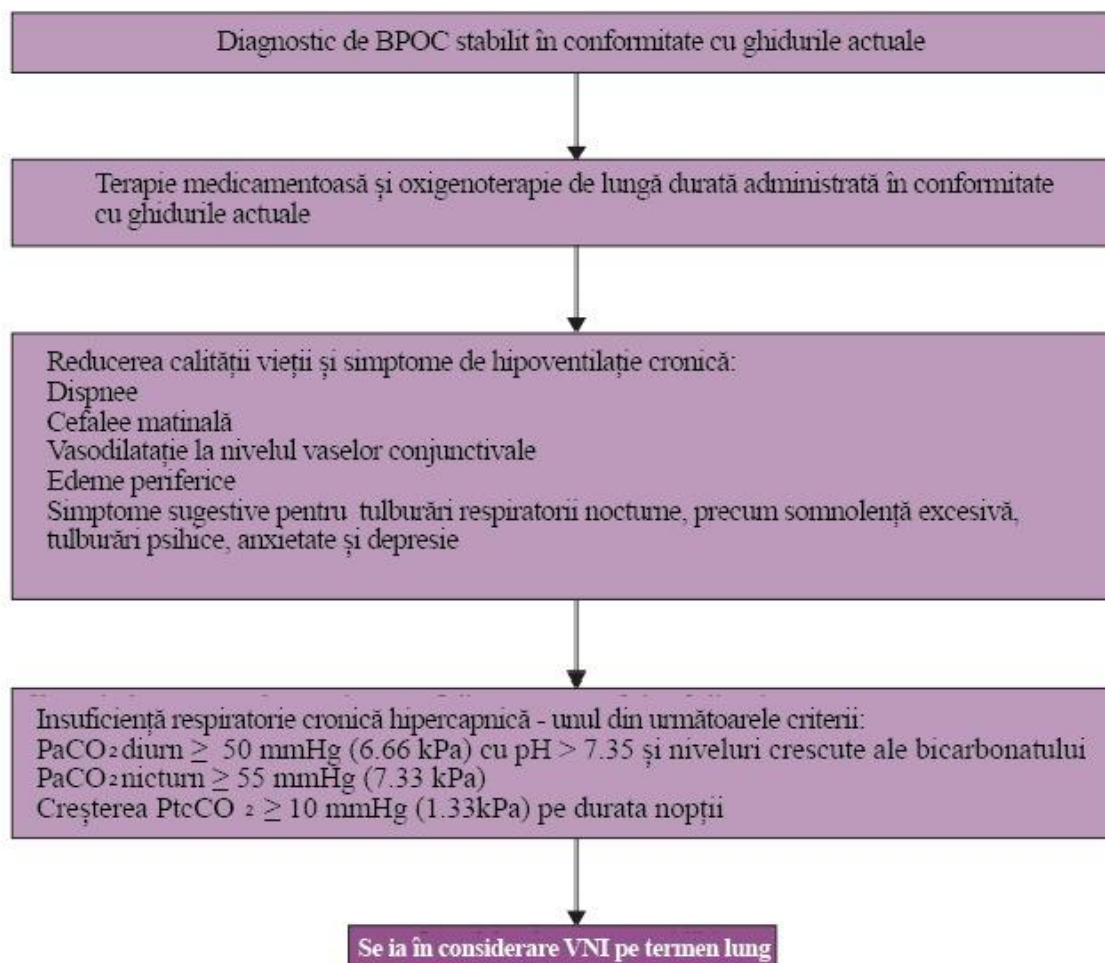 Diagnostic de BPOC stabilit în conformitate cu ghidurile actuale
Terapie medicamentoasă și oxigenoterapie de lungă durată administrată în conformitate
cu ghidurile actuale
Reducerea calității vieții și simptome de hipoventilație cronică:
Dispnee
Cefalee matinală
Vasodilatație la nivelul vaselor conjunctivale
Edeme periferice
Simptome sugestive pentru tulburări respiratorii nocturne, precum somnolență excesivă,
tulburări psihice, anxietate și depresie
Insuficiență respiratorie cronică hipercapnică - unul din următoarele criterii:
PaCO₂ diurn ≥ 50 mmHg (6.66 kPa) cu pH > 7.35 și niveluri crescute ale bicarbonatului
PaCO₂ nicturn ≥ 55 mmHg (7.33 kPa)
Creșterea PtcCO ₂ ≥ 10 mmHg (1.33kPa) pe durata nopții
Se ia în considerare VNI pe termen lung